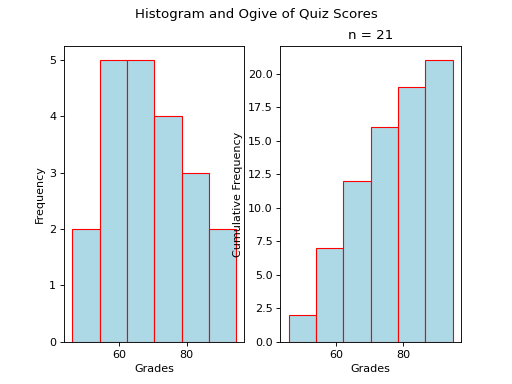 Histogram and Ogive of Quiz Scores
n = 21
Frequency
5
4
3
2
1
0
60 80
Grades
Cumulative Frequency
20.0
17.5
15.0
12.5
10.0
7.5
5.0
2.5
0.0
60 80
Grades